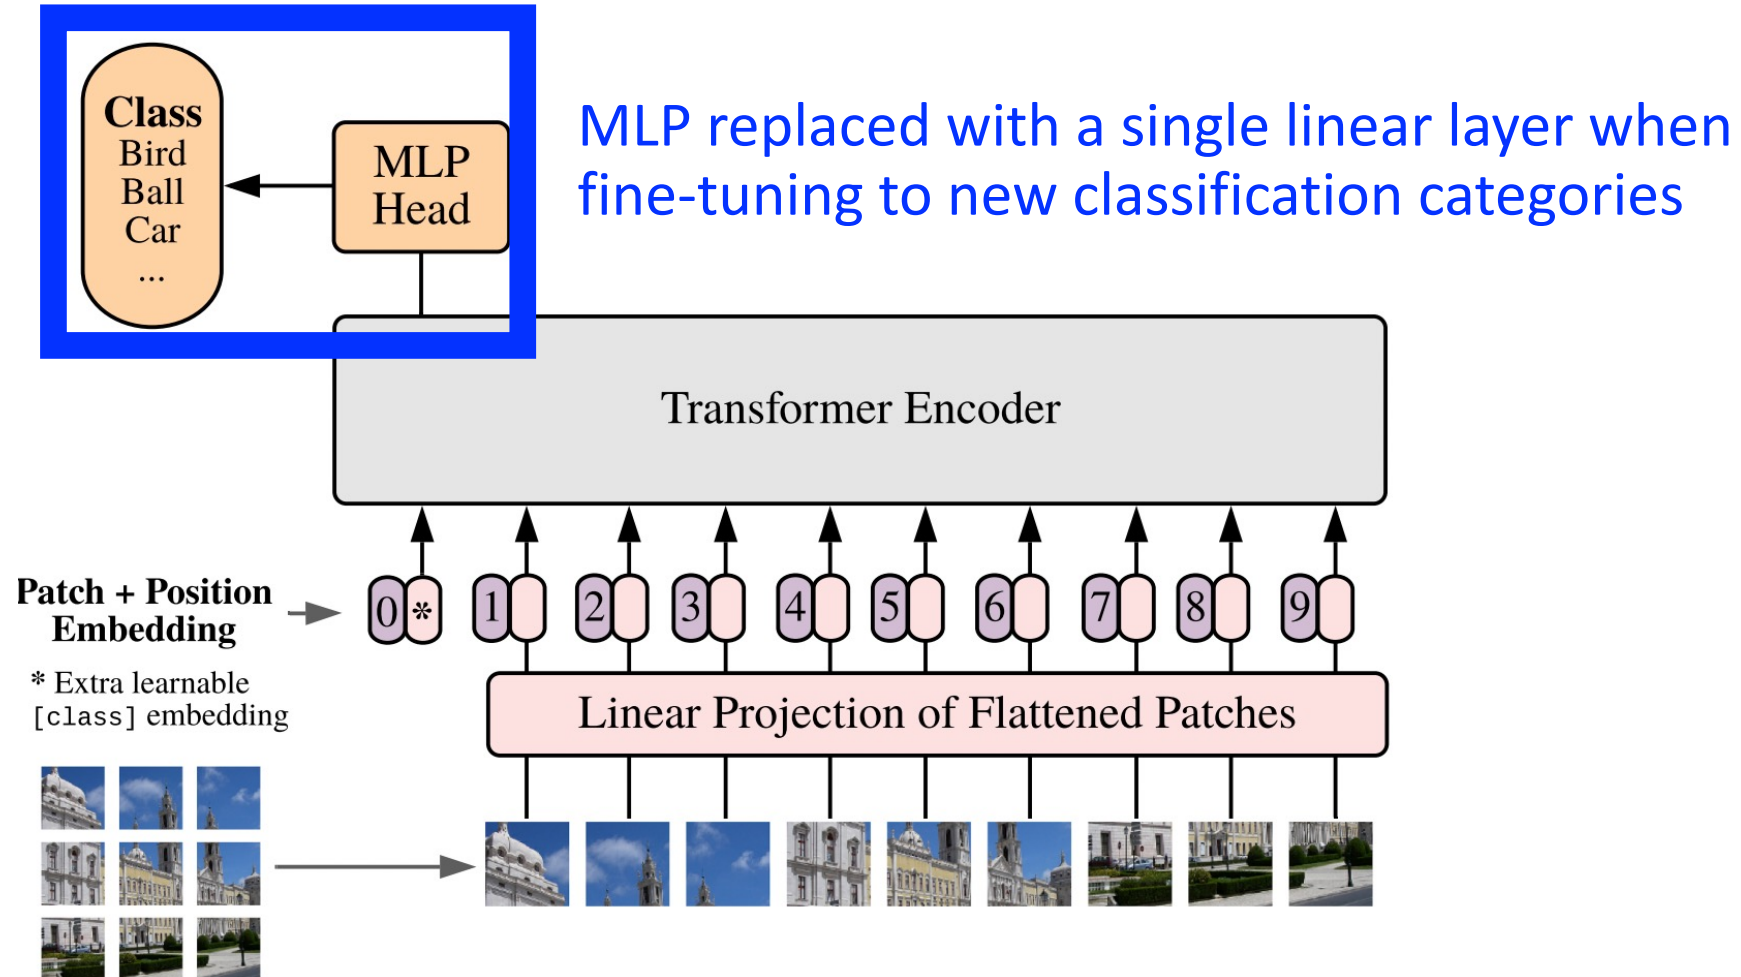 Class
Bird
Ball
Car
...
MLP
Head
MLP replaced with a single linear layer when
fine-tuning to new classification categories
Transformer Encoder
Patch + Position
Embedding
0 * 1 2 3 4 5 6 7 8 9
* Extra learnable
[class] embedding
Linear Projection of Flattened Patches